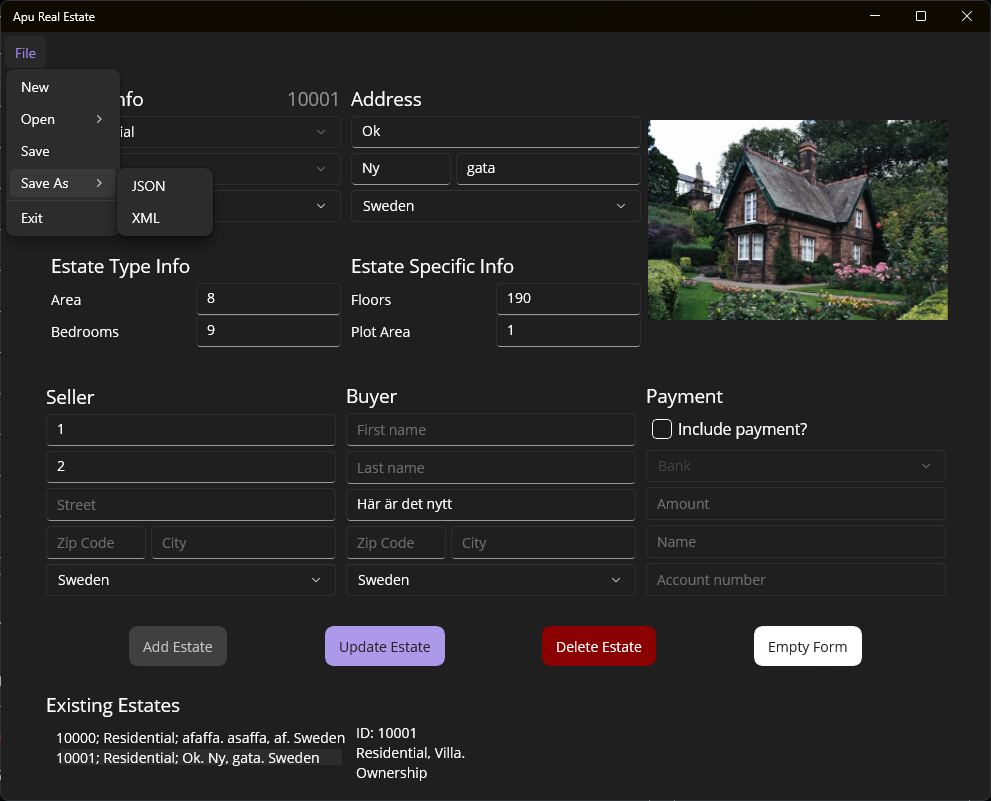 Apu Real Estate
File
New
Open
Save
Save As
Exit
JSON
XML
nfo 10001
ial
Address
Ok
Ny gata
Sweden
Estate Type Info
Area 8
Bedrooms 9
Estate Specific Info
Floors 190
Plot Area 1
Seller
1
2
Street
Zip Code City
Sweden
Buyer
First name
Last name
Här är det nytt
Zip Code City
Sweden
Payment
Include payment?
Bank
Amount
Name
Account number
Add Estate Update Estate Delete Estate Empty Form
Existing Estates
10000; Residential; afaffa. asaffa, af. Sweden
10001; Residential; Ok. Ny, gata. Sweden
ID: 10001
Residential, Villa.
Ownership